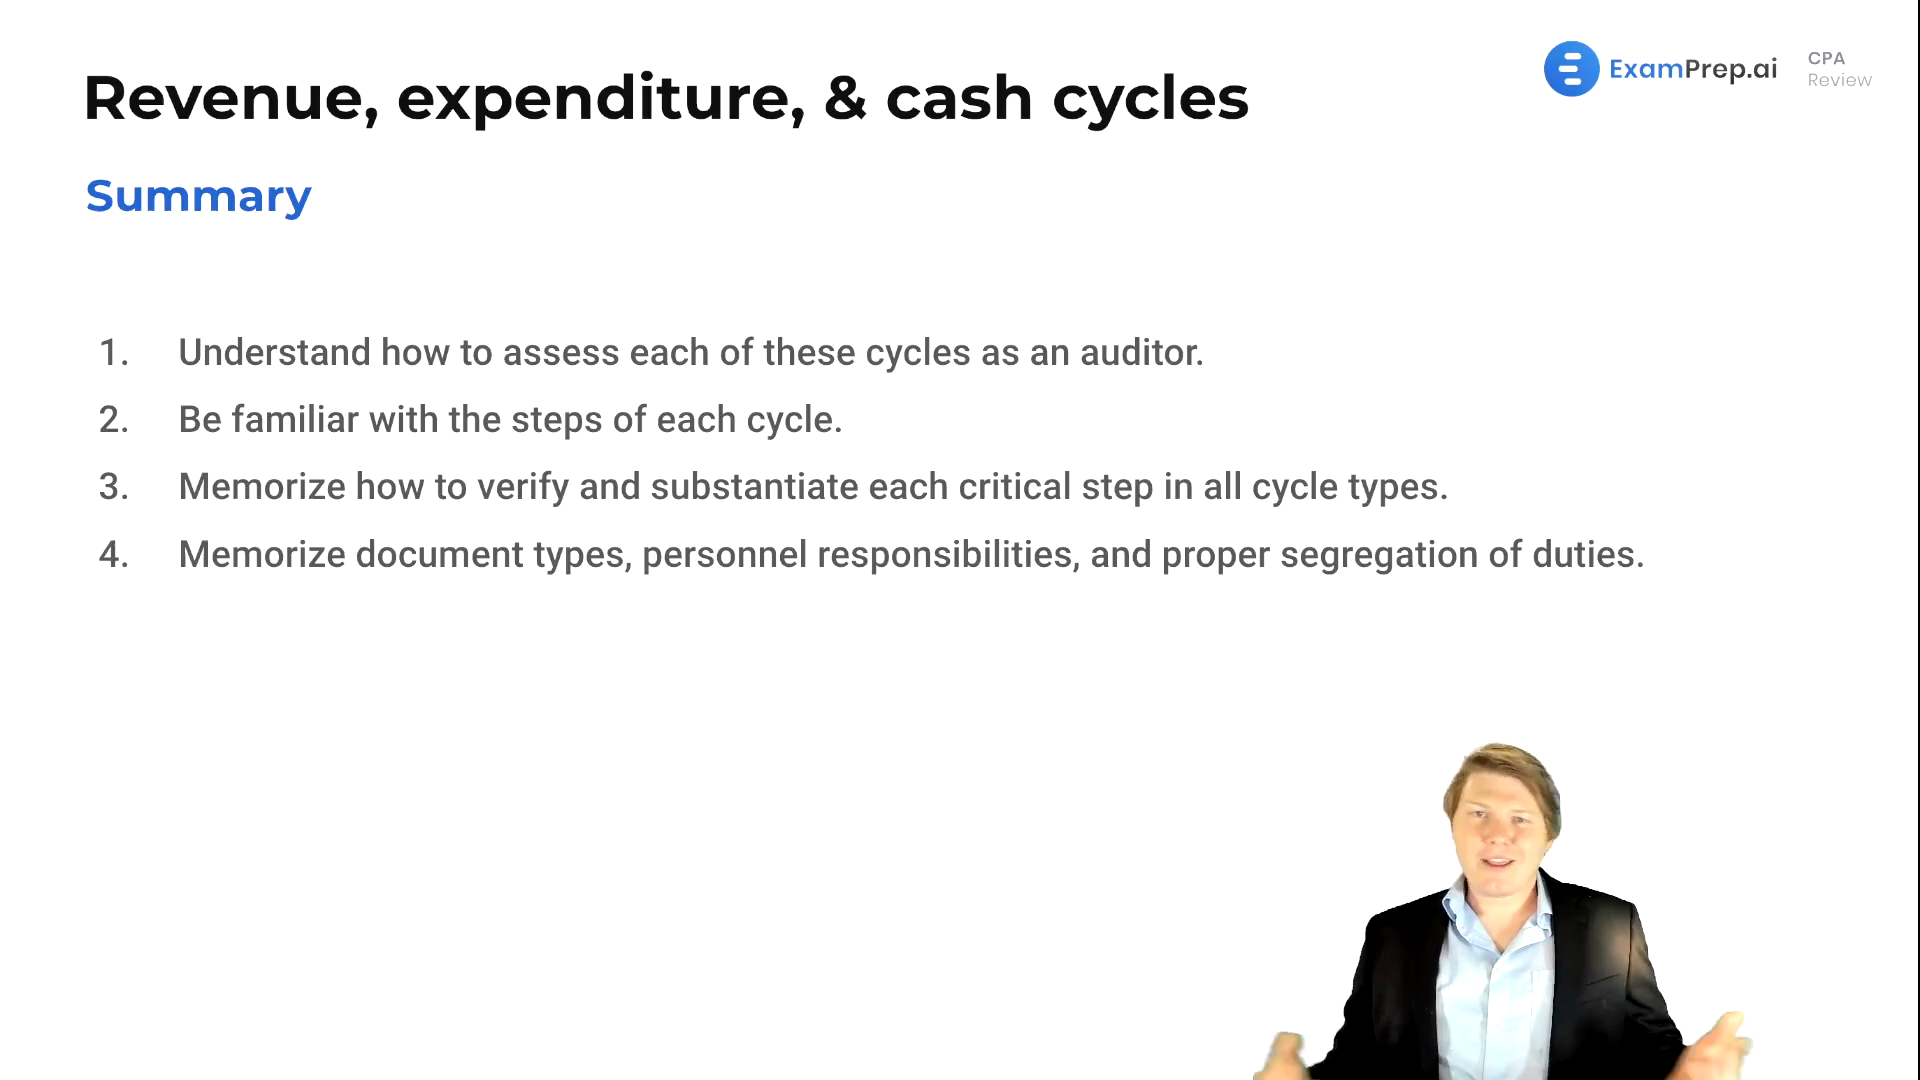 Revenue, expenditure, & cash cycles
ExamPrep.ai
CPA
Review
Summary
1. Understand how to assess each of these cycles as an auditor.
2. Be familiar with the steps of each cycle.
3. Memorize how to verify and substantiate each critical step in all cycle types.
4. Memorize document types, personnel responsibilities, and proper segregation of duties.